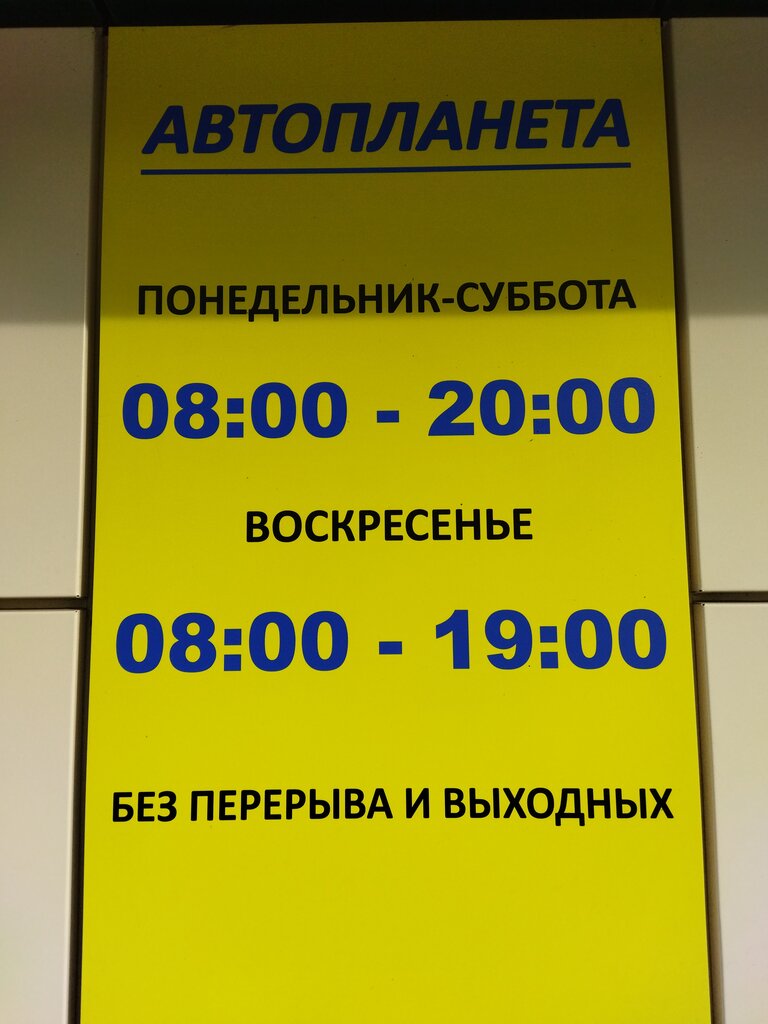 АВТОПЛАНЕТА
ПОНЕДЕЛЬНИК-СУББОТА
08:00 - 20:00
ВОСКРЕСЕНЬЕ
08:00 - 19:00
БЕЗ ПЕРЕРЫВА И ВЫХОДНЫХ